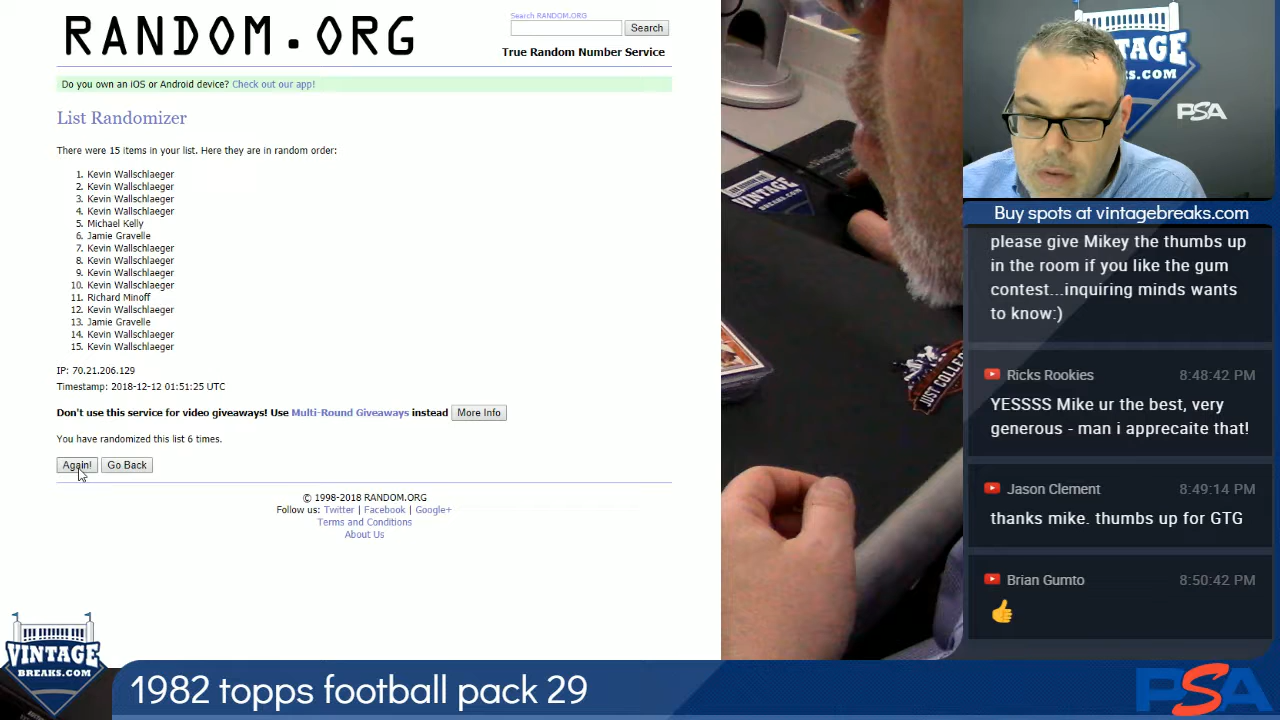 RANDOM.ORG
Search RANDOM.ORG
Search
True Random Number Service
Do you own an iOS or Android device? Check out our app!
List Randomizer
There were 15 items in your list. Here they are in random order:
1. Kevin Wallschlaeger
2. Kevin Wallschlaeger
3. Kevin Wallschlaeger
4. Kevin Wallschlaeger
5. Michael Kelly
6. Jamie Gravelle
7. Kevin Wallschlaeger
8. Kevin Wallschlaeger
9. Kevin Wallschlaeger
10. Kevin Wallschlaeger
11. Richard Minoff
12. Kevin Wallschlaeger
13. Jamie Gravelle
14. Kevin Wallschlaeger
15. Kevin Wallschlaeger
IP: 70.21.206.129
Timestamp: 2018-12-12 01:51:25 UTC
Don't use this service for video giveaways! Use Multi-Round Giveaways instead More Info
You have randomized this list 6 times.
Again! Go Back
© 1998-2018 RANDOM.ORG
Follow us: Twitter | Facebook | Google+
Terms and Conditions
About Us
VINTAGE
BREAKS.COM
JUST COLLE
VINTAGE
KS.COM
PSA
Buy spots at vintagebreaks.com
please give Mikey the thumbs up
in the room if you like the gum
contest...inquiring minds wants
to know:)
Ricks Rookies 8:48:42 PM
YESSSS Mike ur the best, very
generous - man i apprecaite that!
Jason Clement 8:49:14 PM
thanks mike. thumbs up for GTG
Brian Gumto 8:50:42 PM
👍
VINTAGE
BREAKS.COM
1982 topps football pack 29
PSA